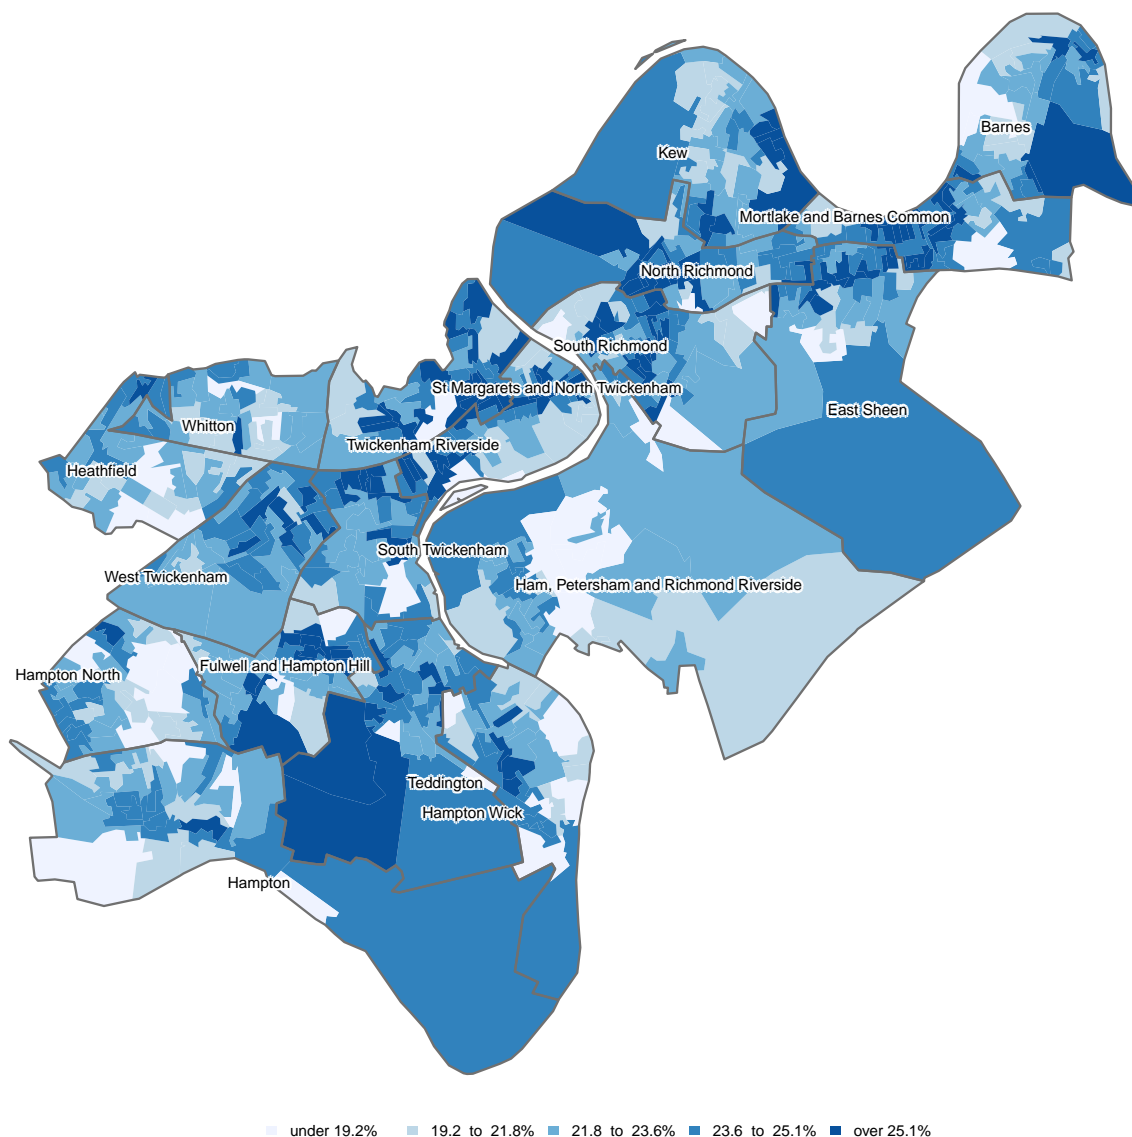 Barnes
Kew
Mortlake and Barnes Common
North Richmond
South Richmond
St Margarets and North Twickenham
East Sheen
Whitton
Twickenham Riverside
Heathfield
South Twickenham
West Twickenham
Ham, Petersham and Richmond Riverside
Fulwell and Hampton Hill
Hampton North
Teddington
Hampton Wick
Hampton
under 19.2% 19.2 to 21.8% 21.8 to 23.6% 23.6 to 25.1% over 25.1%